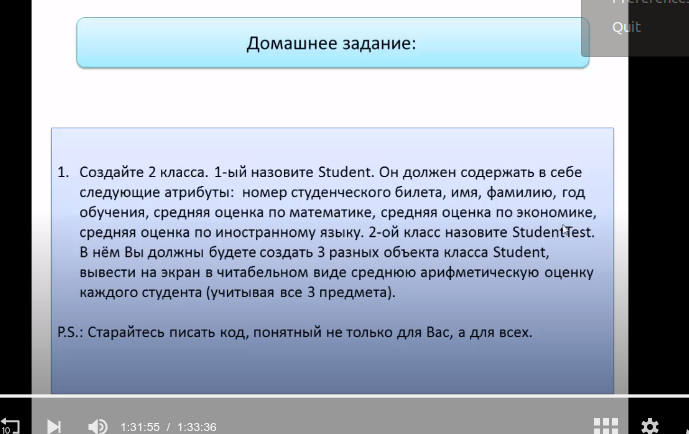 Quit
Домашнее задание:
1. Создайте 2 класса. 1-ый назовите Student. Он должен содержать в себе
следующие атрибуты: номер студенческого билета, имя, фамилию, год
обучения, средняя оценка по математике, средняя оценка по экономике,
средняя оценка по иностранному языку. 2-ой класс назовите StudentTest.
В нём Вы должны будете создать 3 разных объекта класса Student,
вывести на экран в читабельном виде среднюю арифметическую оценку
каждого студента (учитывая все 3 предмета).
P.S.: Старайтесь писать код, понятный не только для Вас, а для всех.
10
1:31:55 / 1:33:36